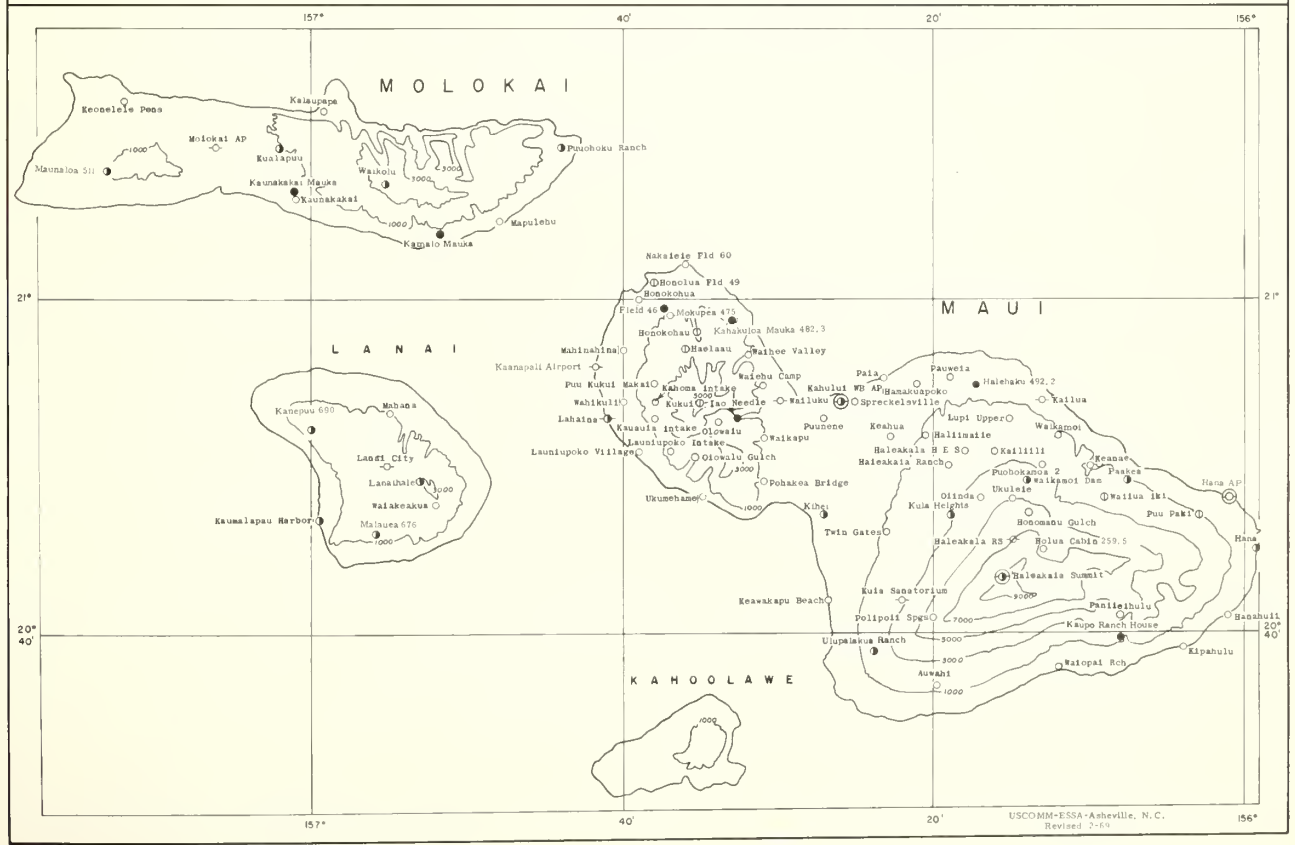 157°
40'
20'
156°
MOLOKAI
Keonelele Pens
Kalaupapa
Molokai AP
1000
Maunaloa 511
Kualapuu
3000
3000
Puuohoku Ranch
Waikolu
Kaunakakai Mauka
Kaunakakai
1000
Mapulehu
Kamalo Mauka
Nakalele Fld 60
Honolua Fld 49
Honokohua
21°
21°
MAUI
Field 46
Mokupea 475
Honokohau
Kahakuloa Mauka 482.3
LANAI
Mahinahina
Haelaau
Waihee Valley
Kaanapali Airport
Paia
Pauwela
Puu Kukui Makai
Kahoma Intake
Waiehu Camp
Kahului WB AP
Hamakuapoko
Halehaku 492.2
Kanepuu 690
Mahana
Wahikuli
Kukui
5000
Iao Needle
Wailuku
Spreckelsville
Kailua
Lahaina
Kauaula Intake
Olowalu
Puunene
Lupi Upper
Waikapu
Keahua
Haliimaile
Waikamoi
Lanai City
Launiupoko Village
Launiupoko Intake
Olowalu Gulch
3000
Haleakala H E S
Kailiili
Haleakala Ranch
Puohokamoa 2
Keanae
Paakea
Lanaihale
3000
Pohakea Bridge
Waikamoi Dam
Hana AP
Waiakeakua
Ukumehame
1000
Olinda
Ukulele
Wailua Iki
Kaumalapau Harbor
Kihei
Kula Heights
Puu Paki
Malauea 676
Honomanu Gulch
Twin Gates
1000
Haleakala RS
Holua Cabin 259.5
Hana
Haleakala Summit
9000
Keawakapu Beach
Kula Sanatorium
Panileihulu
Polipoli Spgs
7000
Hanahuli
20°
40'
5000
Kaupo Ranch House
40'
Ulupalakua Ranch
3000
Kipahulu
Waiopai Rch
KAHOOLAWE
Auwahi
1000
1000
157°
40'
20'
156°
USCOMM-ESSA-Asheville, N.C.
Revised 2-69